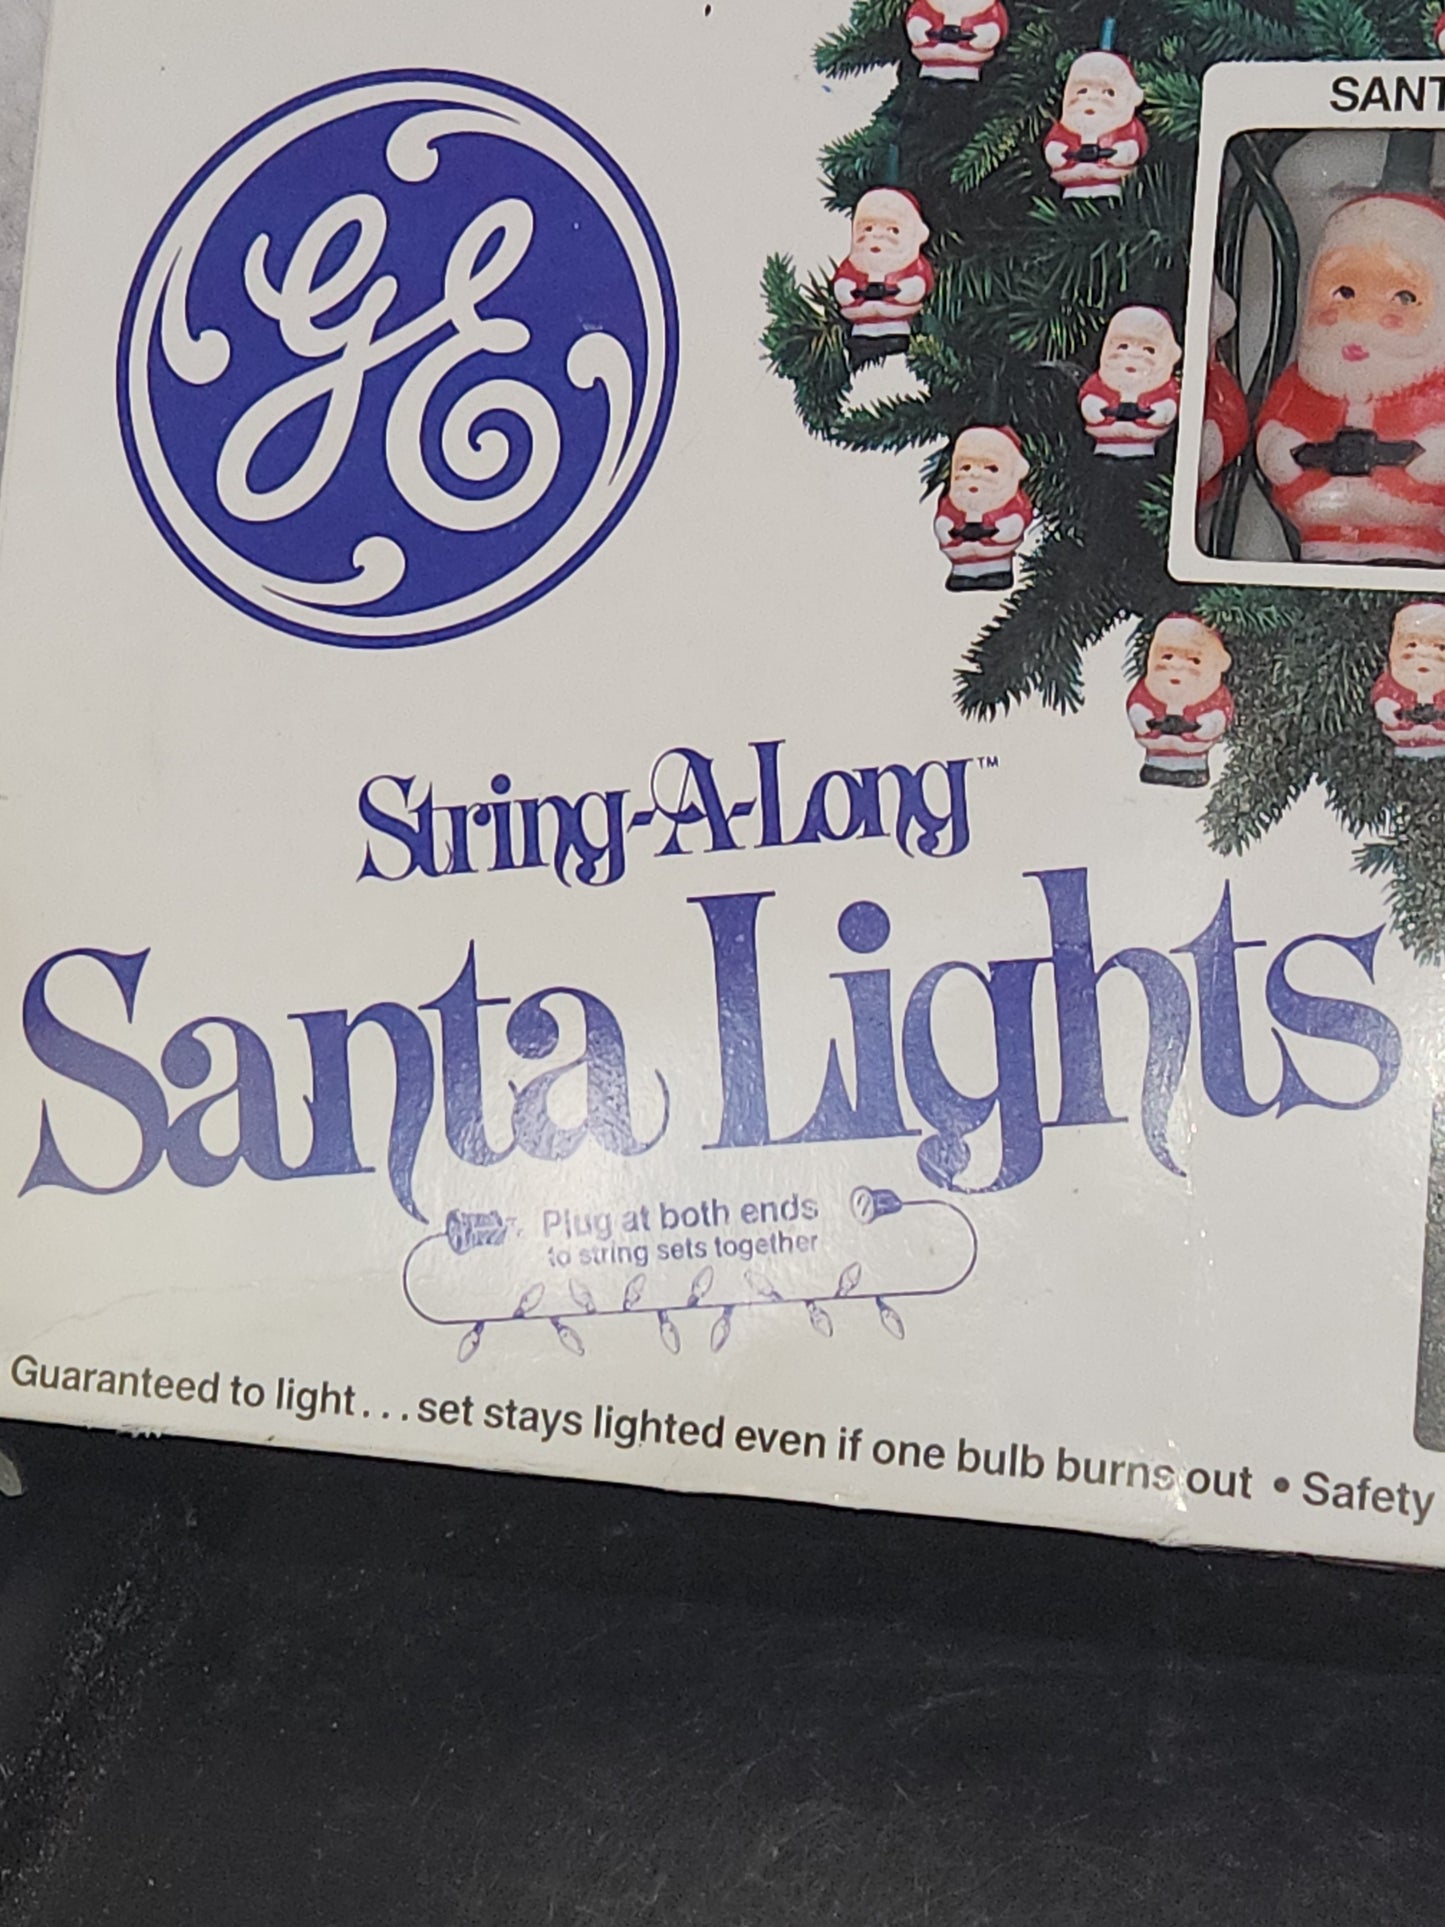 SANT
GE
String-A-Long™
Santa Lights
Plug at both ends
to string sets together
Guaranteed to light...set stays lighted even if one bulb burns out • Safety